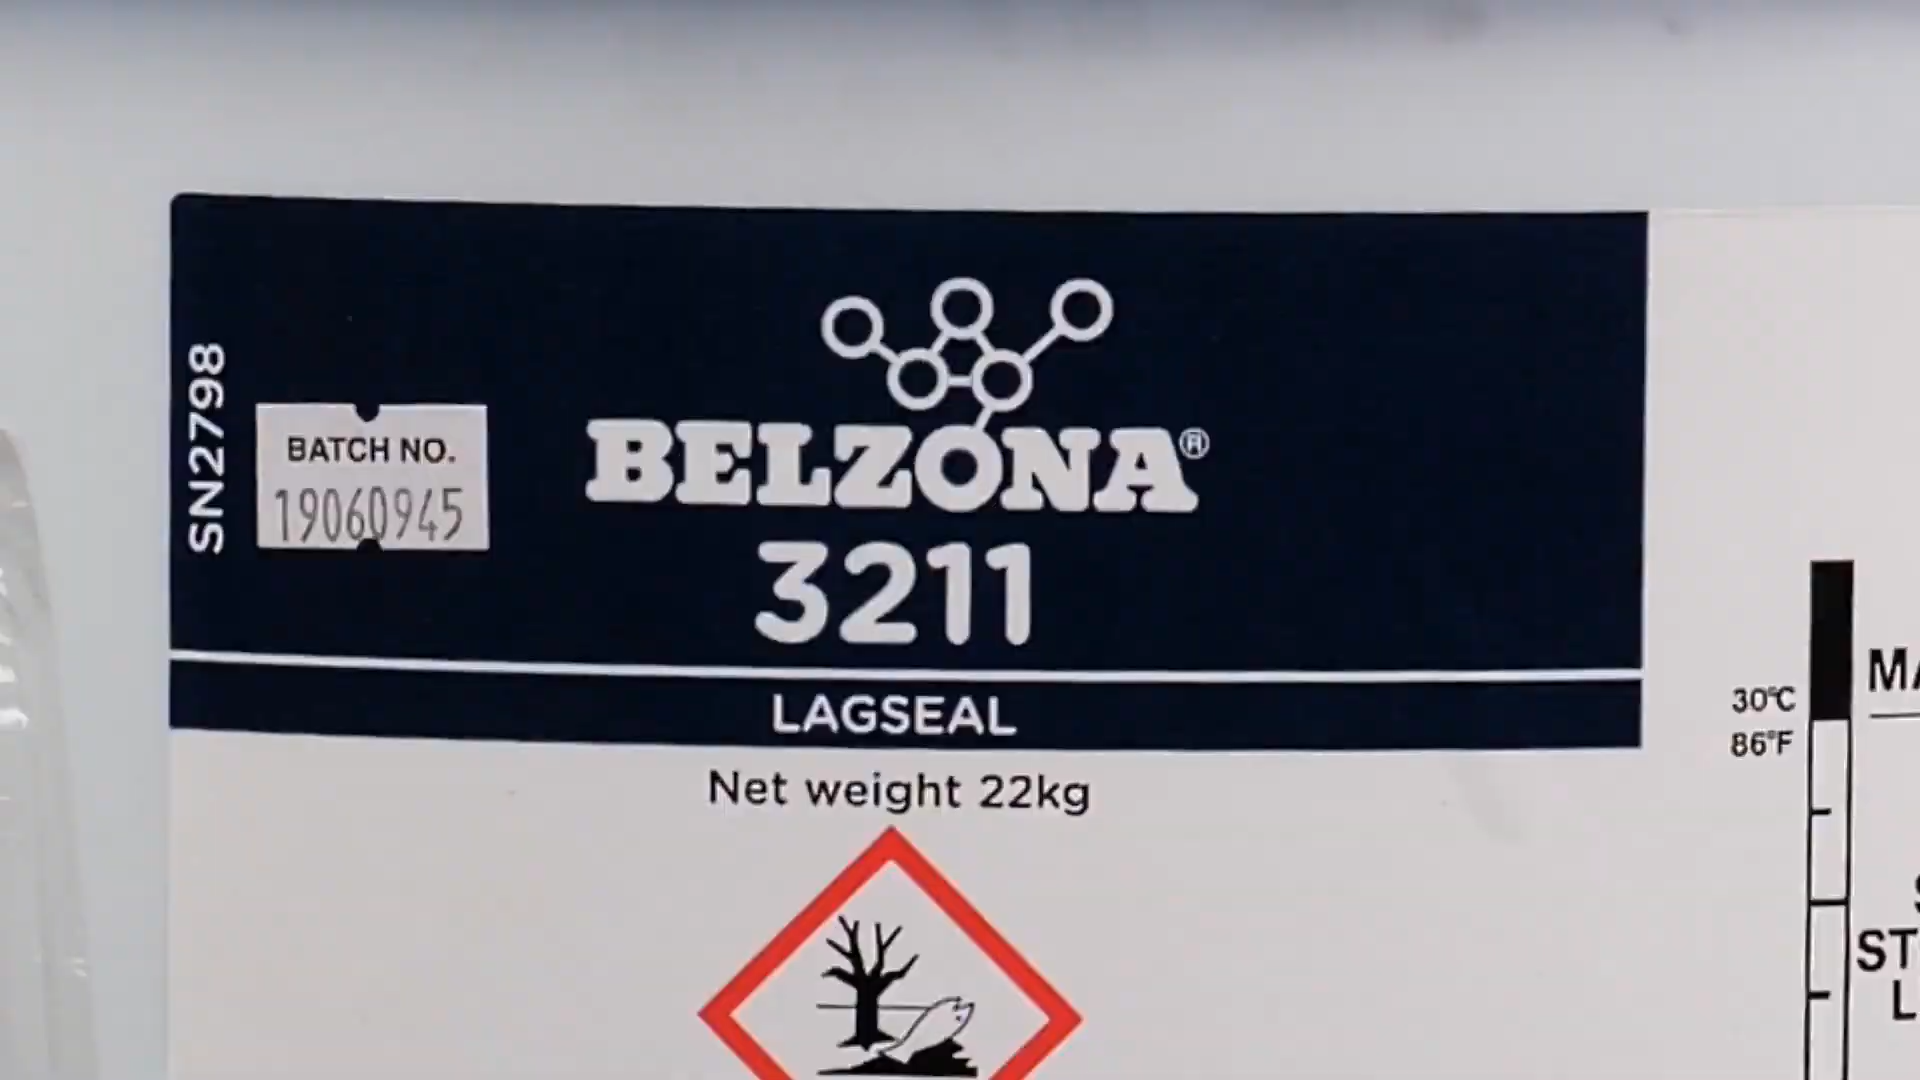 SN2798
BATCH NO.
19060945
BELZONA®
3211
LAGSEAL
Net weight 22kg
30°C
86°F